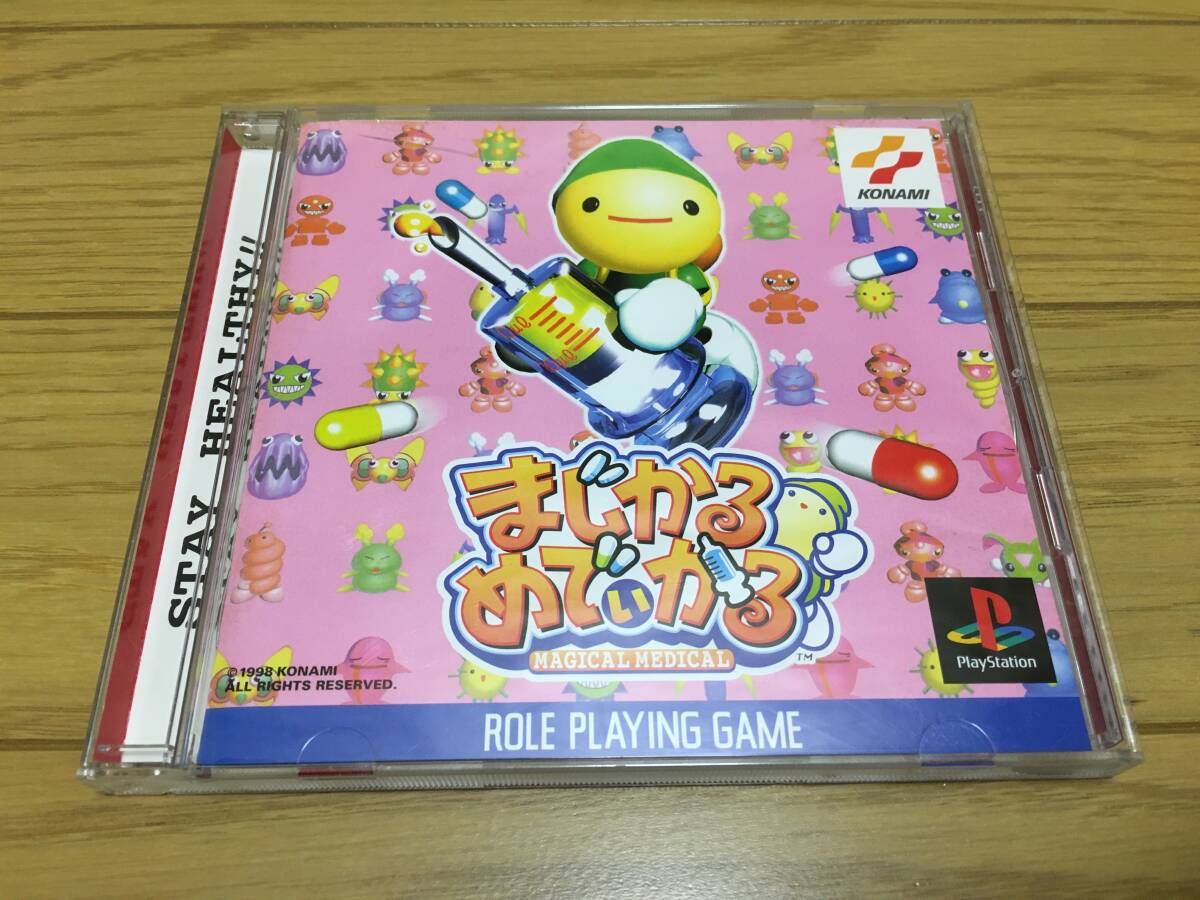 STAY HEALTHY!!
KONAMI
まじかる
めでぃかる
MAGICAL MEDICAL
TM
PlayStation
©1998 KONAMI
ALL RIGHTS RESERVED.
ROLE PLAYING GAME